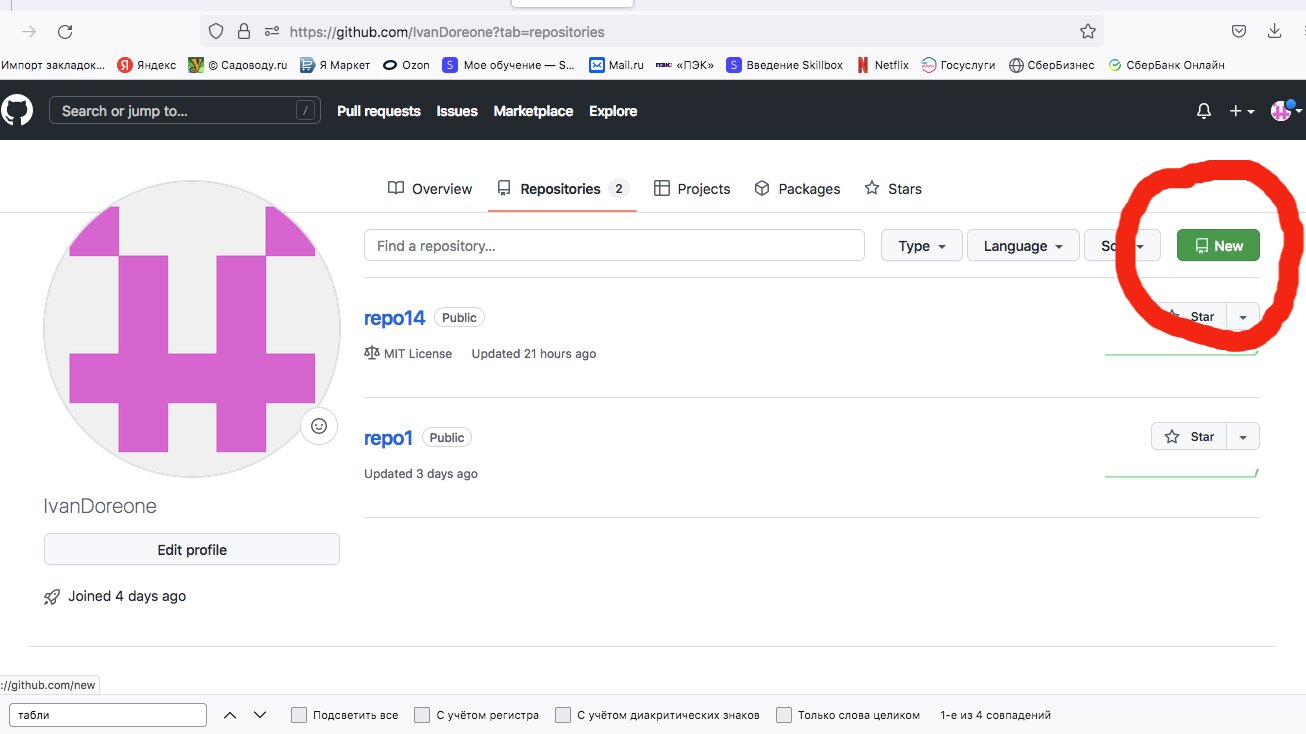 https://github.com/IvanDoreone?tab=repositories
Импорт закладок... Яндекс © Садоводу.ru Я Маркет Ozon Мое обучение — S... Mail.ru «ПЭК» Введение Skillbox Netflix Госуслуги СберБизнес СберБанк Онлайн
Search or jump to... / Pull requests Issues Marketplace Explore
Overview Repositories 2 Projects Packages Stars
Find a repository... Type Language New
repo14 Public Star
MIT License Updated 21 hours ago
repo1 Public Star
Updated 3 days ago
IvanDoreone
Edit profile
Joined 4 days ago
://github.com/new
табли Подсветить все С учётом регистра С учётом диакритических знаков Только слова целиком 1-е из 4 совпадений